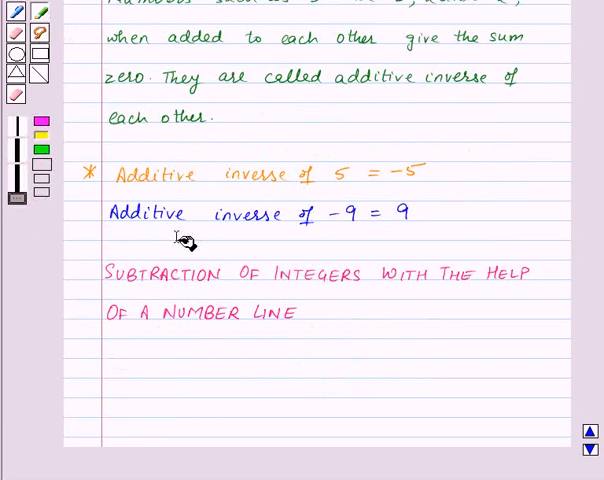 when added to each other give the sum
zero. They are called additive inverse of
each other.
* Additive inverse of 5 = -5
Additive inverse of -9 = 9
SUBTRACTION OF INTEGERS WITH THE HELP
OF A NUMBER LINE